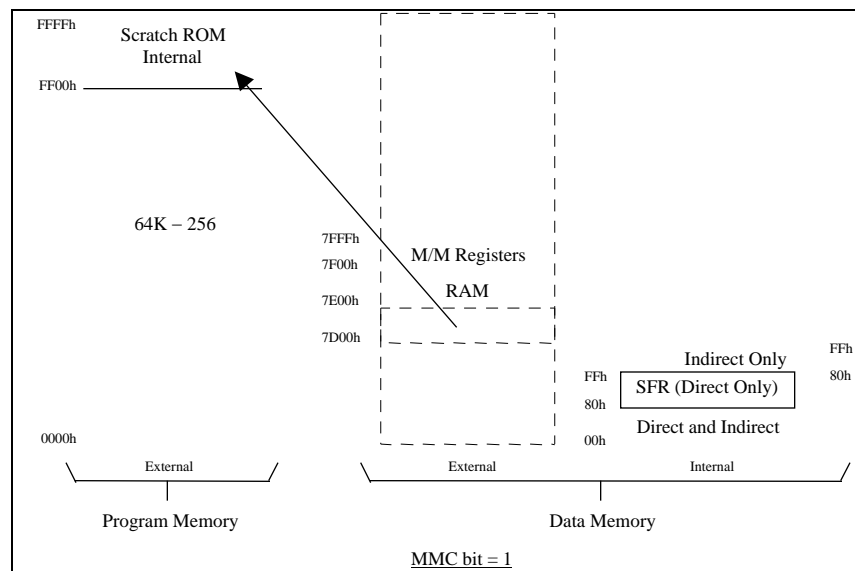 FFFFh
Scratch ROM
Internal
FF00h
64K – 256
7FFFh
M/M Registers
7F00h
RAM
7E00h
7D00h
Indirect Only
FFh
FFh
SFR (Direct Only)
80h
80h
Direct and Indirect
0000h
00h
External
External
Internal
Program Memory
Data Memory
MMC bit = 1